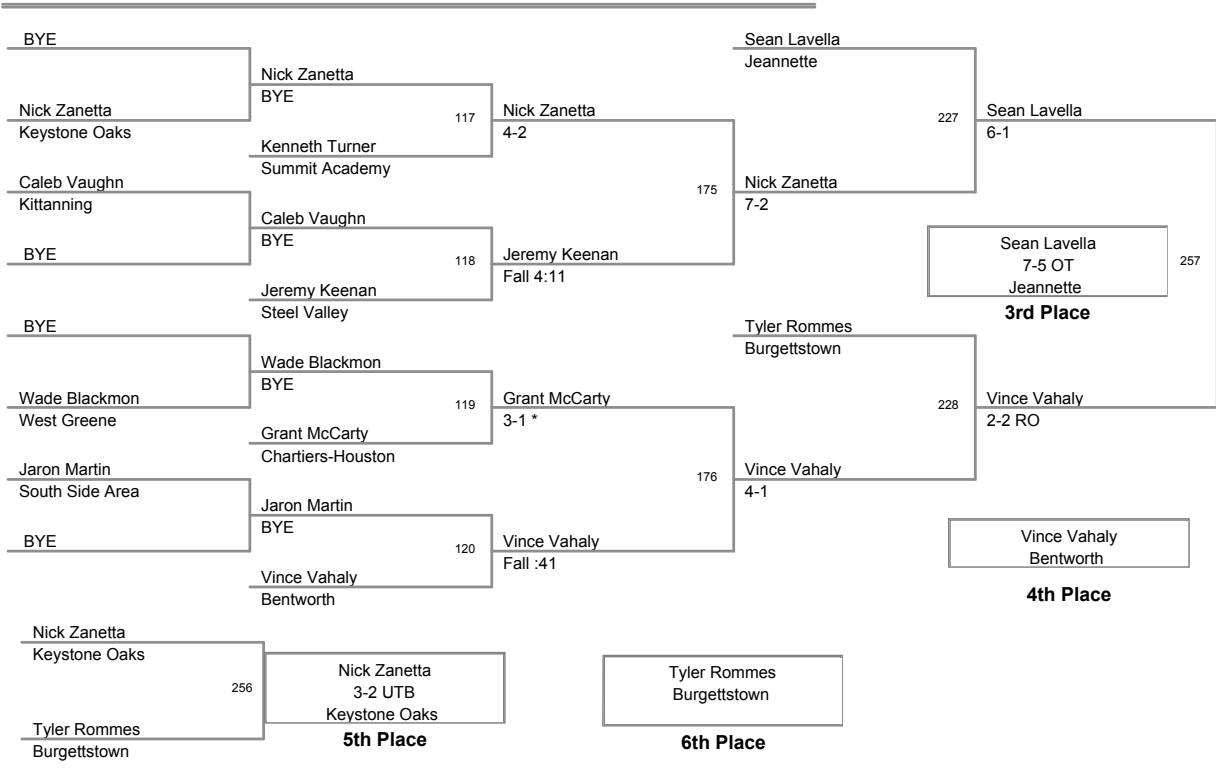 BYE
Nick Zanetta
Keystone Oaks
Caleb Vaughn
Kittanning
BYE
BYE
Wade Blackmon
West Greene
Jaron Martin
South Side Area
BYE
Nick Zanetta
BYE
117
Kenneth Turner
Summit Academy
Caleb Vaughn
BYE
118
Jeremy Keenan
Steel Valley
Wade Blackmon
BYE
119
Grant McCarty
Chartiers-Houston
Jaron Martin
BYE
120
Vince Vahaly
Bentworth
Nick Zanetta
4-2
175
Jeremy Keenan
Fall 4:11
Grant McCarty
3-1 *
176
Vince Vahaly
Fall :41
Sean Lavella
Jeannette
227
Nick Zanetta
7-2
Tyler Rommes
Burgettstown
228
Vince Vahaly
4-1
Sean Lavella
6-1
257
Vince Vahaly
2-2 RO
Sean Lavella
7-5 OT
Jeannette
3rd Place
Vince Vahaly
Bentworth
4th Place
Nick Zanetta
Keystone Oaks
256
Tyler Rommes
Burgettstown
Nick Zanetta
3-2 UTB
Keystone Oaks
5th Place
Tyler Rommes
Burgettstown
6th Place